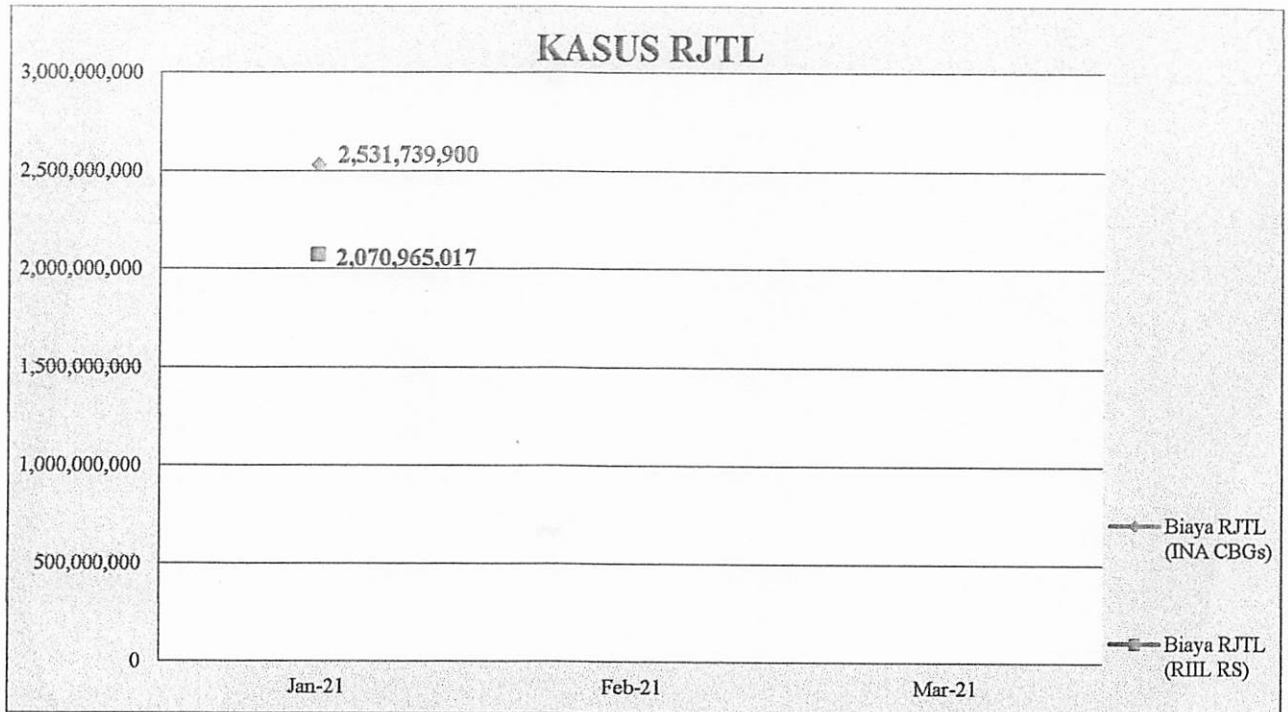 KASUS RJTL
3,000,000,000
2,500,000,000
2,000,000,000
1,500,000,000
1,000,000,000
500,000,000
0
2,531,739,900
2,070,965,017
Jan-21
Feb-21
Mar-21
Biaya RJTL
(INA CBGs)
Biaya RJTL
(RIIL RS)